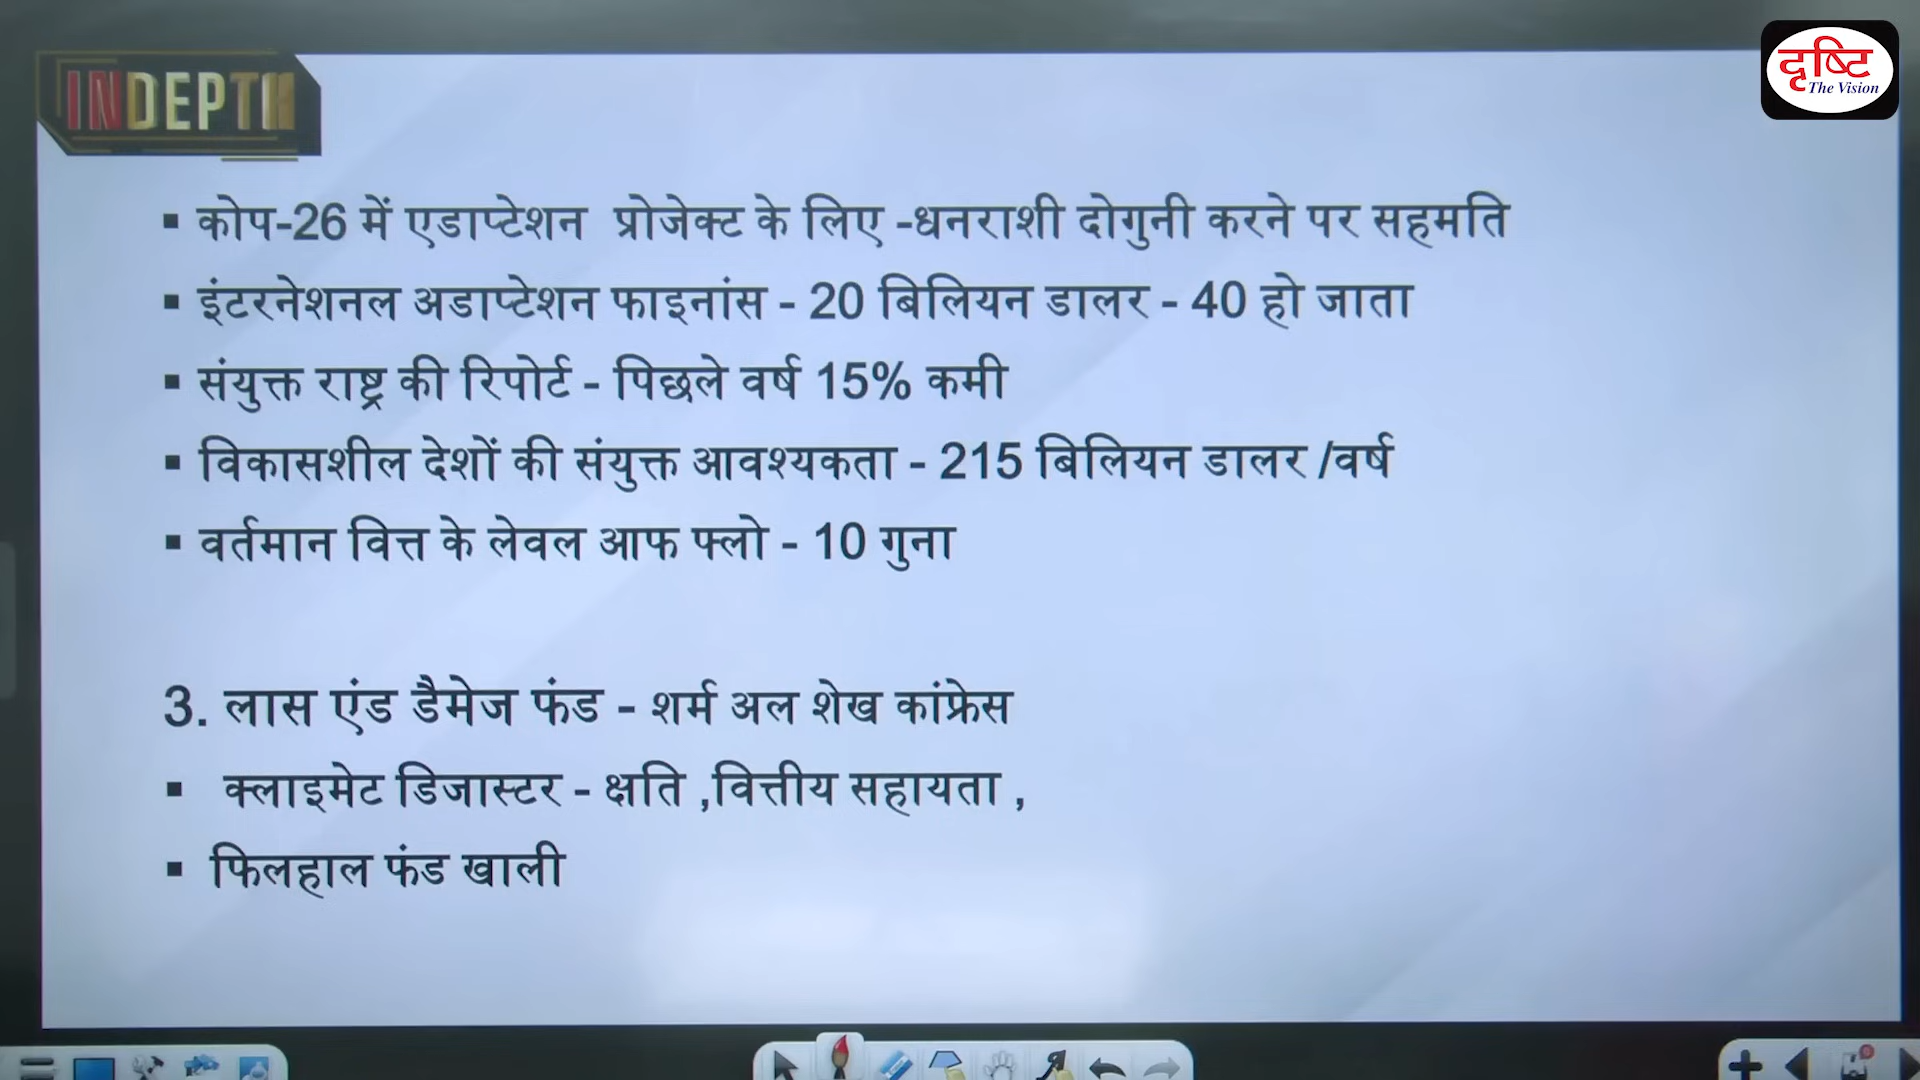 INDEPTH
दृष्टि
The Vision
▪ कोप-26 में एडाप्टेशन प्रोजेक्ट के लिए -धनराशी दोगुनी करने पर सहमति
▪ इंटरनेशनल अडाप्टेशन फाइनांस - 20 बिलियन डालर - 40 हो जाता
▪ संयुक्त राष्ट्र की रिपोर्ट - पिछले वर्ष 15% कमी
▪ विकासशील देशों की संयुक्त आवश्यकता - 215 बिलियन डालर /वर्ष
▪ वर्तमान वित्त के लेवल आफ फ्लो - 10 गुना
3. लास एंड डैमेज फंड - शर्म अल शेख कांफ्रेस
▪ क्लाइमेट डिजास्टर - क्षति ,वित्तीय सहायता ,
▪ फिलहाल फंड खाली